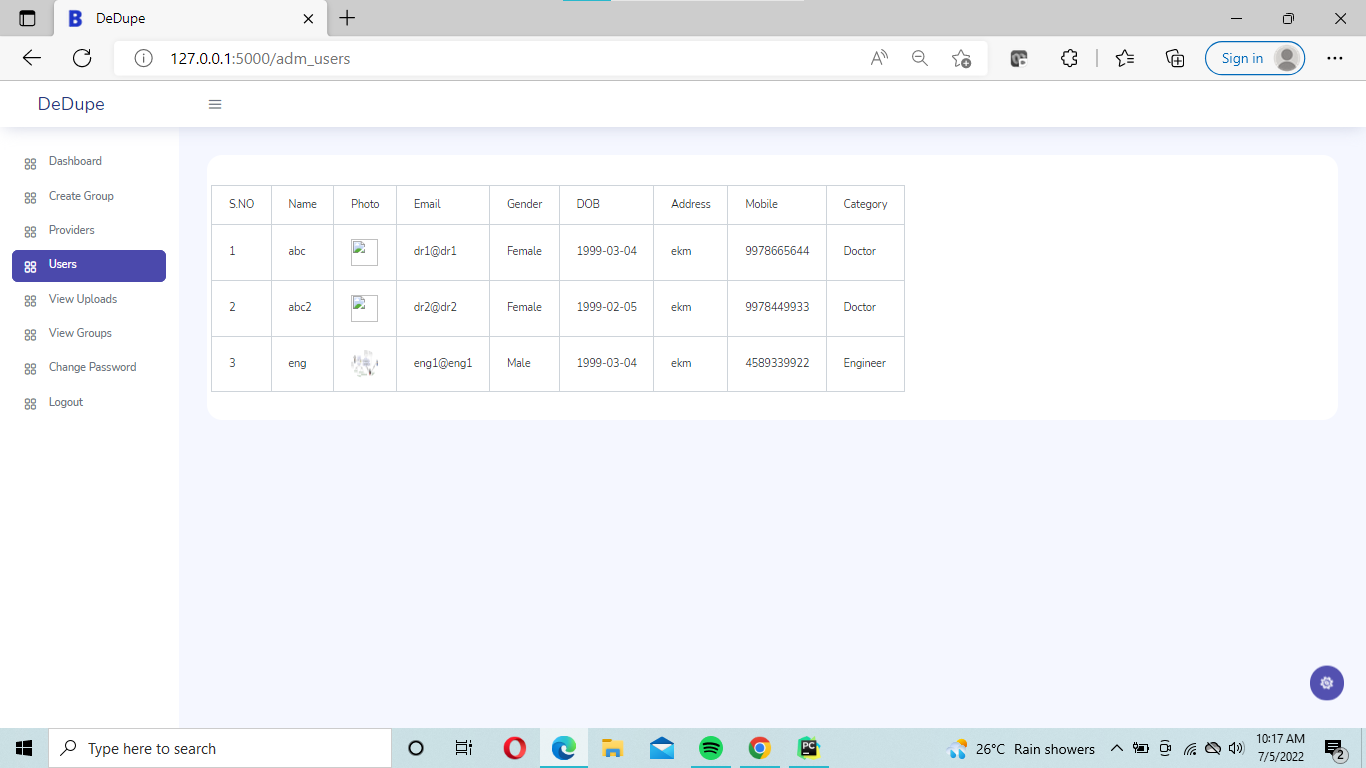 DeDupe
127.0.0.1:5000/adm_users
Sign in
DeDupe
Dashboard
Create Group
Providers
Users
View Uploads
View Groups
Change Password
Logout
S.NO Name Photo Email Gender DOB Address Mobile Category
1 abc dr1@dr1 Female 1999-03-04 ekm 9978665644 Doctor
2 abc2 dr2@dr2 Female 1999-02-05 ekm 9978449933 Doctor
3 eng eng1@eng1 Male 1999-03-04 ekm 4589339922 Engineer
Type here to search
PC
26°C Rain showers
10:17 AM
7/5/2022
2